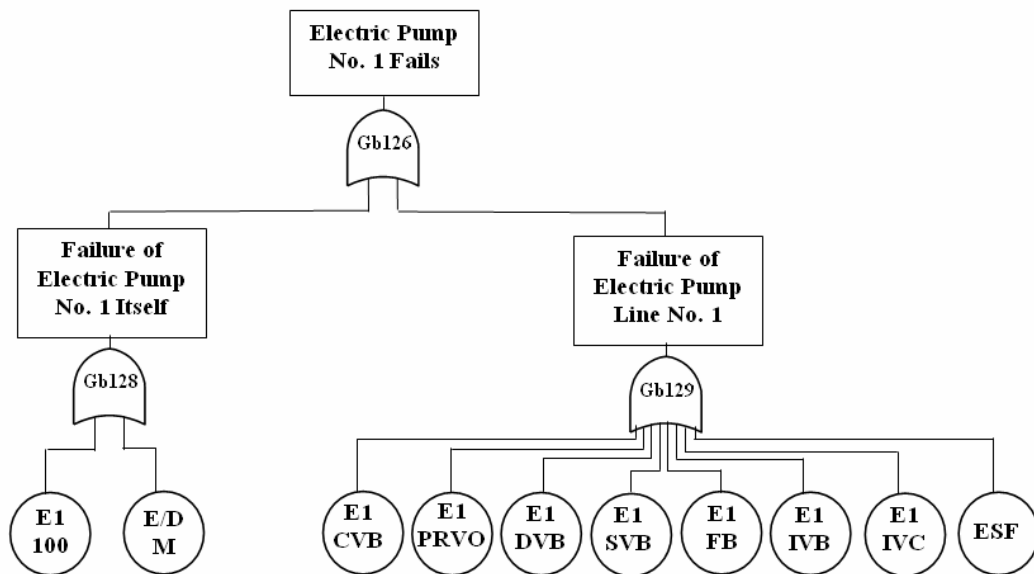 Electric Pump
No. 1 Fails
Gb126
Failure of
Electric Pump
No. 1 Itself
Failure of
Electric Pump
Line No. 1
Gb128
Gb129
E1
100
E/D
M
E1
CVB
E1
PRVO
E1
DVB
E1
SVB
E1
FB
E1
IVB
E1
IVC
ESF